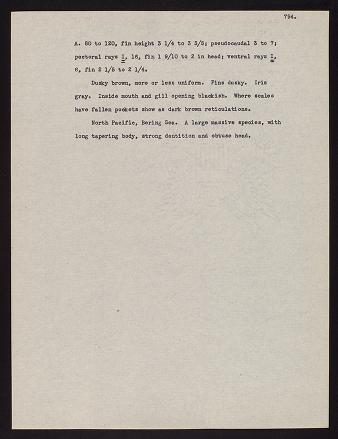 794.
A. 80 to 120, fin height 3 1/4 to 3 3/5; pseudocaudal 3 to 7;
pectoral rays I, 16, fin 1 9/10 to 2 in head; ventral rays I,
6, fin 2 1/5 to 2 1/4.
Dusky brown, more or less uniform. Fins dusky. Iris
gray. Inside mouth and gill opening blackish. Where scales
have fallen pockets show as dark brown reticulations.
North Pacific, Bering Sea. A large massive species, with
long tapering body, strong dentition and obtuse head.